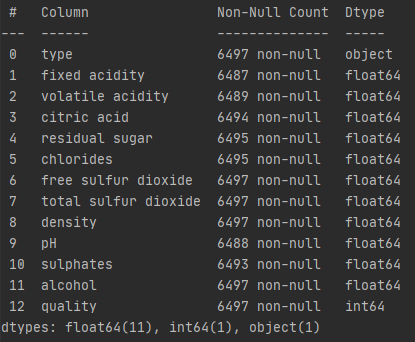 #   Column                Non-Null Count  Dtype
---  ------                --------------  -----
 0   type                  6497 non-null   object
 1   fixed acidity         6487 non-null   float64
 2   volatile acidity      6489 non-null   float64
 3   citric acid           6494 non-null   float64
 4   residual sugar        6495 non-null   float64
 5   chlorides             6495 non-null   float64
 6   free sulfur dioxide   6497 non-null   float64
 7   total sulfur dioxide  6497 non-null   float64
 8   density               6497 non-null   float64
 9   pH                    6488 non-null   float64
 10  sulphates             6493 non-null   float64
 11  alcohol               6497 non-null   float64
 12  quality               6497 non-null   int64
dtypes: float64(11), int64(1), object(1)